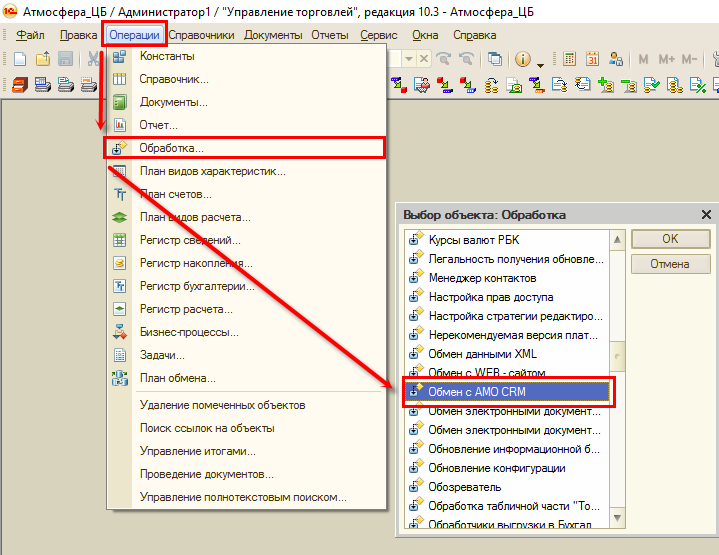 Атмосфера_ЦБ / Администратор1 / "Управление торговлей", редакция 10.3 - Атмосфера_ЦБ
Файл Правка Операции Справочники Документы Отчеты Сервис Окна Справка
M M+ M-
Константы
Справочник...
Документы...
Отчет...
Обработка...
План видов характеристик...
План счетов...
План видов расчета...
Регистр сведений...
Регистр накопления...
Регистр бухгалтерии...
Регистр расчета...
Бизнес-процессы...
Задачи...
План обмена...
Удаление помеченных объектов
Поиск ссылок на объекты
Управление итогами...
Проведение документов...
Управление полнотекстовым поиском...
Выбор объекта: Обработка
Курсы валют РБК
Легальность получения обновле...
Менеджер контактов
Настройка прав доступа
Настройка стратегии редактиро...
Нерекомендуемая версия плат...
Обмен данными XML
Обмен с WEB - сайтом
Обмен с AMO CRM
Обмен электронными документ...
Обмен электронными документ...
Обновление информационной б...
Обновление конфигурации
Обозреватель
Обработка табличной части "То...
Обработчики выгрузки в Бухгал
OK
Отмена